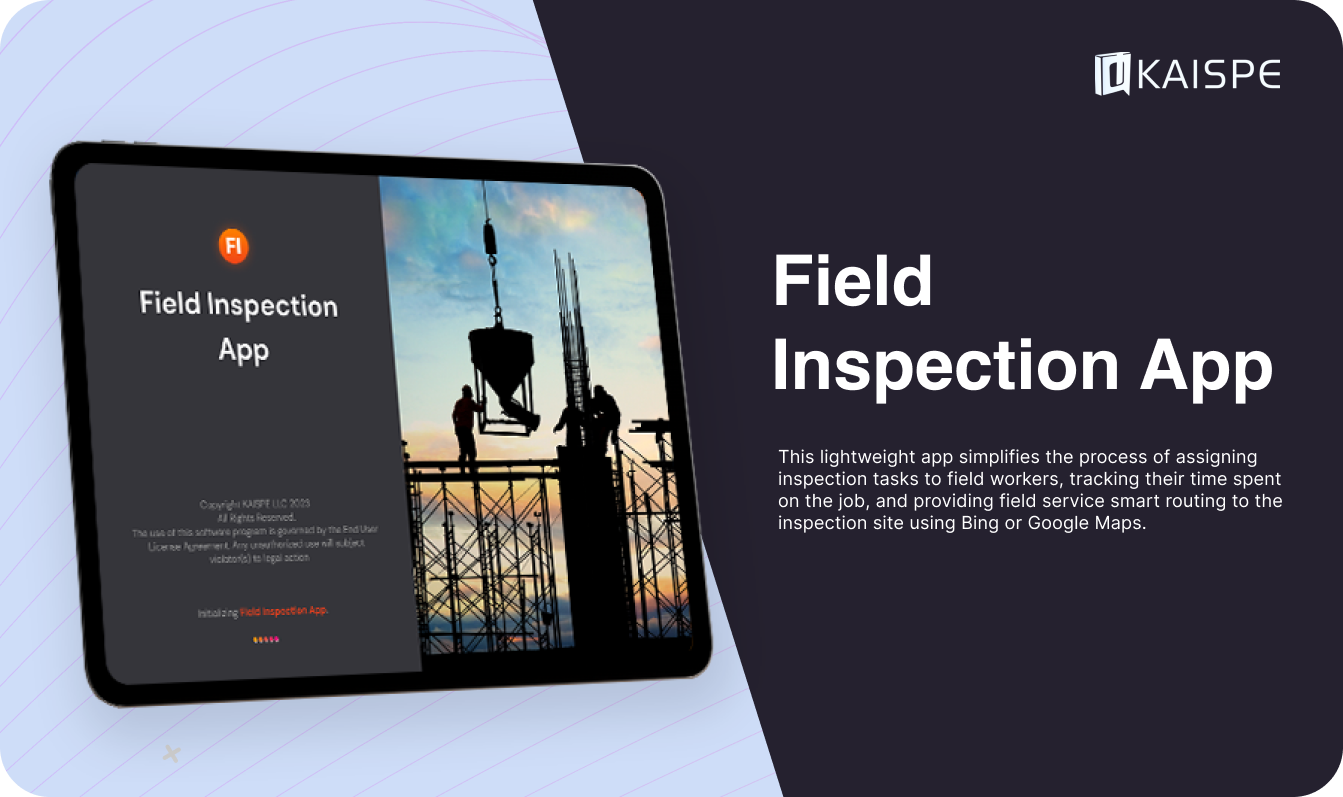 KAISPE
FI
Field Inspection
App
Copyright KAISPE LLC 2023
All Rights Reserved.
The use of this software program is governed by the End User
License Agreement. Any unauthorized use will subject
violator(s) to legal action
Initializing Field Inspection App.
Field
Inspection App
This lightweight app simplifies the process of assigning
inspection tasks to field workers, tracking their time spent
on the job, and providing field service smart routing to the
inspection site using Bing or Google Maps.